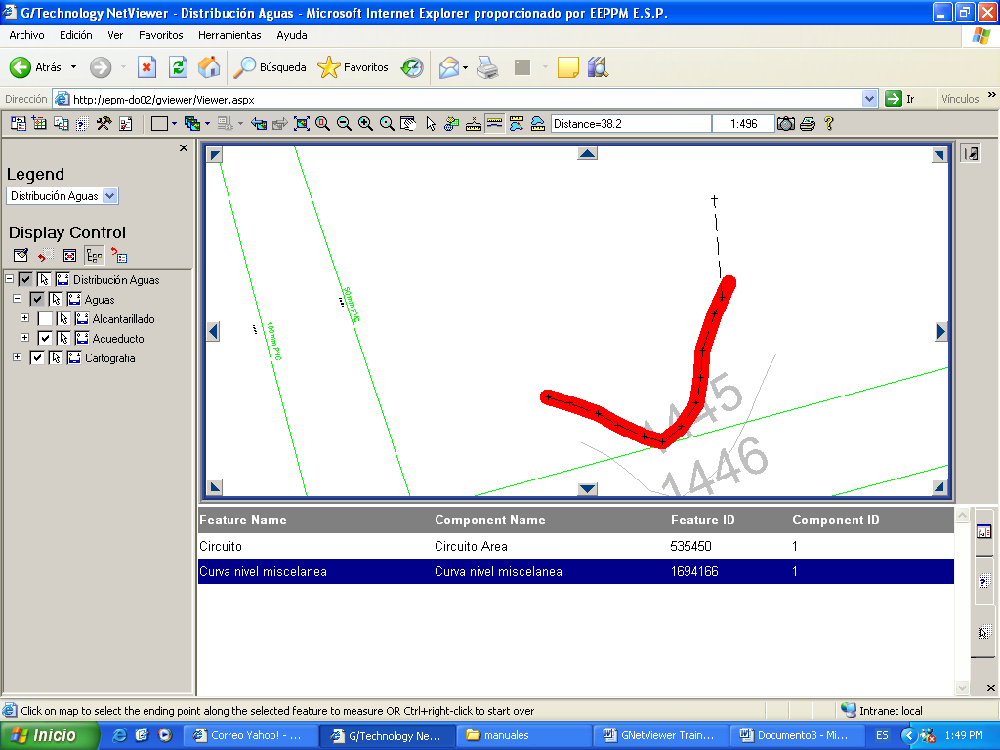 G/Technology NetViewer - Distribución Aguas - Microsoft Internet Explorer proporcionado por EEPPM E.S.P.
Archivo Edición Ver Favoritos Herramientas Ayuda
Atrás Búsqueda Favoritos
Dirección http://epm-do02/gviewer/Viewer.aspx Ir Vínculos »
Distance=38.2 1:496
Legend
Distribución Aguas
Display Control
Distribución Aguas
Aguas
Alcantarillado
Acueducto
Cartografia
1445
1446
Feature Name Component Name Feature ID Component ID
Circuito Circuito Area 535450 1
Curva nivel miscelanea Curva nivel miscelanea 1694166 1
Click on map to select the ending point along the selected feature to measure OR Ctrl+right-click to start over Intranet local
Inicio Correo Yahoo! - ... G/Technology Ne... manuales GNetViewer Train... Documento3 - Mi... ES 1:49 PM